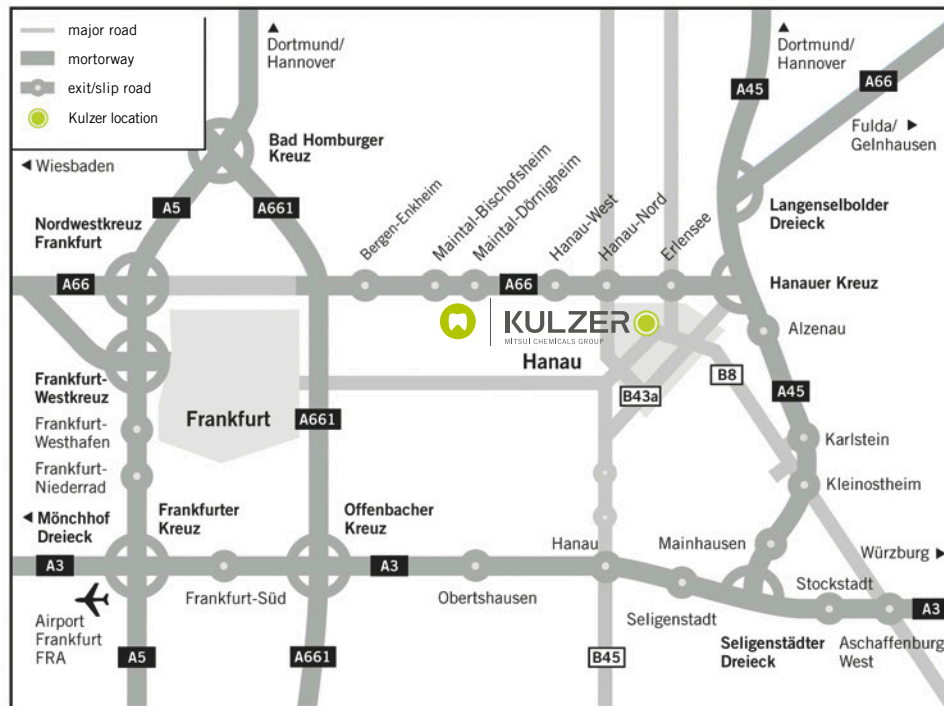 major road
mortorway
exit/slip road
Kulzer location
Dortmund/
Hannover
Dortmund/
Hannover
A45
A66
Fulda/
Gelnhausen
Wiesbaden
Bad Homburger
Kreuz
A5
A661
Nordwestkreuz
Frankfurt
Bergen-Enkheim
Maintal-Bischofsheim
Maintal-Dörnigheim
Hanau-West
Hanau-Nord
Erlensee
Langenselbolder
Dreieck
A66
A66
Hanauer Kreuz
KULZER
MITSUI CHEMICALS GROUP
Alzenau
Hanau
B8
B43a
A45
Frankfurt-
Westkreuz
Frankfurt
A661
Frankfurt-
Westhafen
Karlstein
Frankfurt-
Niederrad
Kleinostheim
Mönchhof
Dreieck
Frankfurter
Kreuz
Offenbacher
Kreuz
Hanau
Mainhausen
Würzburg
A3
A3
Frankfurt-Süd
Obertshausen
Stockstadt
Seligenstadt
A3
Airport
Frankfurt
FRA
A5
A661
B45
Seligenstädter
Dreieck
Aschaffenburg
West